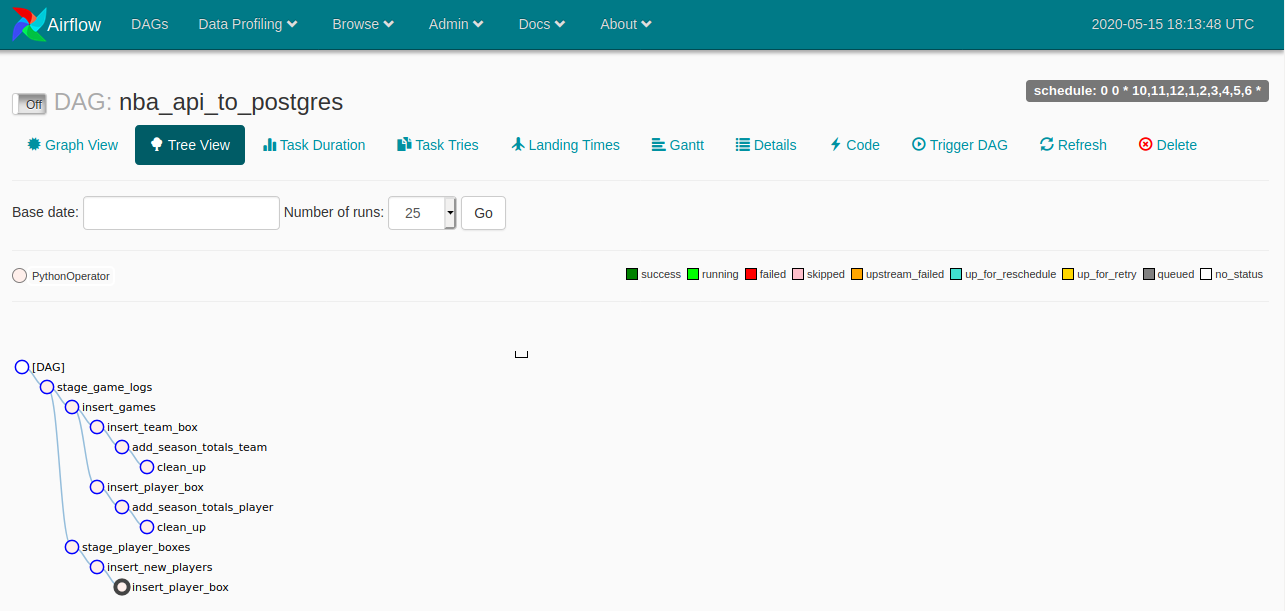 Airflow DAGs Data Profiling Browse Admin Docs About 2020-05-15 18:13:48 UTC
schedule: 0 0 * 10,11,12,1,2,3,4,5,6 *
Off DAG: nba_api_to_postgres
Graph View Tree View Task Duration Task Tries Landing Times Gantt Details Code Trigger DAG Refresh Delete
Base date: Number of runs: 25 Go
PythonOperator success running failed skipped upstream_failed up_for_reschedule up_for_retry queued no_status
[DAG]
stage_game_logs
insert_games
insert_team_box
add_season_totals_team
clean_up
insert_player_box
add_season_totals_player
clean_up
stage_player_boxes
insert_new_players
insert_player_box